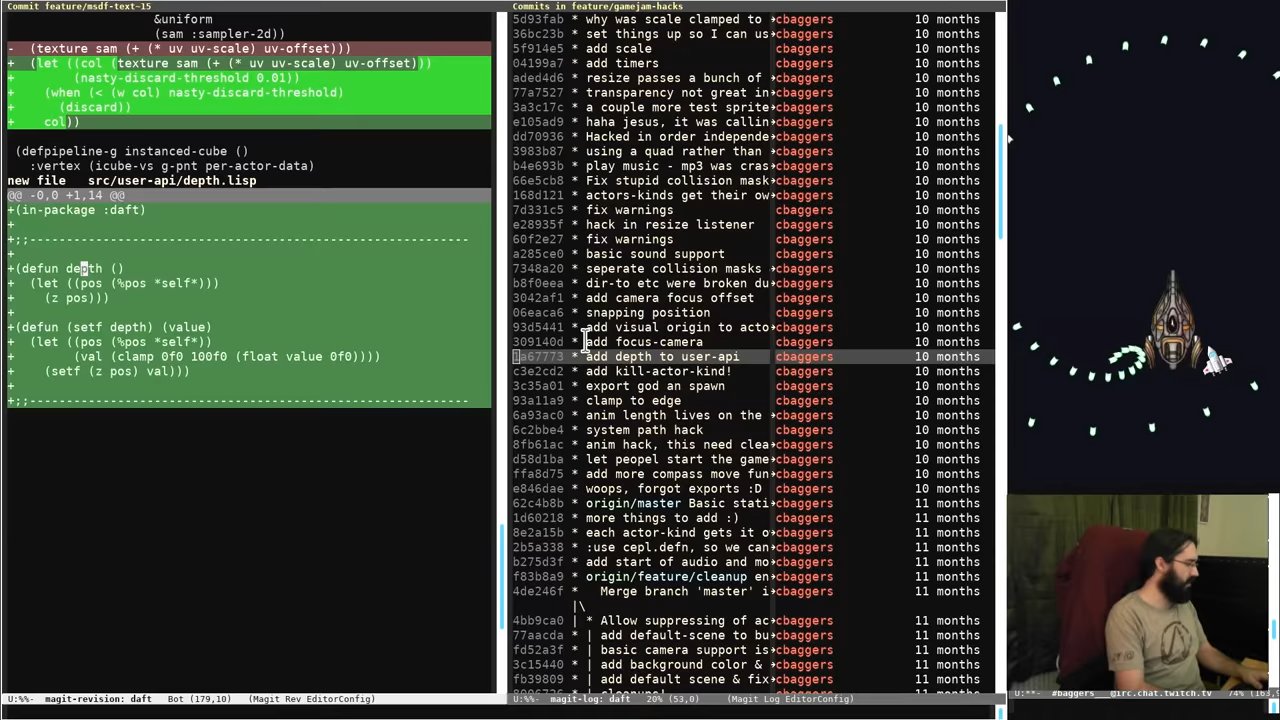 Commit feature/msdf-text~15
&uniform
(sam :sampler-2d))
-  (texture sam (+ (* uv uv-scale) uv-offset)))
+  (let ((col (texture sam (+ (* uv uv-scale) uv-offset)))
+        (nasty-discard-threshold 0.01))
+    (when (< (w col) nasty-discard-threshold)
+      (discard))
+    col))
(defpipeline-g instanced-cube ()
:vertex (icube-vs g-pnt per-actor-data)
new file   src/user-api/depth.lisp
@@ -0,0 +1,14 @@
+(in-package :daft)
+
+;;------------------------------------------------------------
+
+(defun depth ()
+  (let ((pos (%pos *self*)))
+    (z pos)))
+
+(defun (setf depth) (value)
+  (let ((pos (%pos *self*))
+        (val (clamp 0f0 100f0 (float value 0f0))))
+    (setf (z pos) val)))
+
+;;------------------------------------------------------------
U:%%-  magit-revision: daft   Bot (179,10)   (Magit Rev EditorConfig)
Commits in feature/gamejam-hacks
5d93fab * why was scale clamped to cbaggers 10 months
36bc23b * set things up so I can us→cbaggers 10 months
5f914e5 * add scale cbaggers 10 months
04199a7 * add timers cbaggers 10 months
aded4d6 * resize passes a bunch of cbaggers 10 months
77a7527 * transparency not great in→cbaggers 10 months
3a3c17c * a couple more test sprite→cbaggers 10 months
e105ad9 * haha jesus, it was callin→cbaggers 10 months
dd70936 * Hacked in order independe→cbaggers 10 months
3983b87 * using a quad rather than cbaggers 10 months
b4e693b * play music - mp3 was cras→cbaggers 10 months
66e5cb8 * Fix stupid collision mask→cbaggers 10 months
168d121 * actors-kinds get their ow→cbaggers 10 months
7d331c5 * fix warnings cbaggers 10 months
e28935f * hack in resize listener cbaggers 10 months
60f2e27 * fix warnings cbaggers 10 months
a285ce0 * basic sound support cbaggers 10 months
7348a20 * seperate collision masks →cbaggers 10 months
b8f0eea * dir-to etc were broken du→cbaggers 10 months
3042af1 * add camera focus offset cbaggers 10 months
06eaca6 * snapping position cbaggers 10 months
93d5441 * add visual origin to acto→cbaggers 10 months
309140d * add focus-camera cbaggers 10 months
1a67773 * add depth to user-api cbaggers 10 months
c3e2cd2 * add kill-actor-kind! cbaggers 10 months
3c35a01 * export god an spawn cbaggers 10 months
93a11a9 * clamp to edge cbaggers 10 months
6a93ac0 * anim length lives on the →cbaggers 10 months
6c2bbe4 * system path hack cbaggers 10 months
8fb61ac * anim hack, this need clea→cbaggers 10 months
d58d1ba * let peopel start the game→cbaggers 10 months
ffa8d75 * add more compass move fun→cbaggers 10 months
e846dae * woops, forgot exports :D cbaggers 10 months
62c4b8b * origin/master Basic stati→cbaggers 11 months
1d60218 * more things to add :) cbaggers 11 months
8e2a15b * each actor-kind gets it o→cbaggers 11 months
2b5a338 * :use cepl.defn, so we can→cbaggers 11 months
b275d3f * add start of audio and mo→cbaggers 11 months
f83b8a9 * origin/feature/cleanup en→cbaggers 11 months
4de246f *   Merge branch 'master' i→cbaggers 11 months
|\
4bb9ca0 | * Allow suppressing of ac→cbaggers 11 months
77aacda * | add default-scene to bu→cbaggers 11 months
fd52a3f * | basic camera support is→cbaggers 11 months
3c15440 * | add background color & →cbaggers 11 months
fb39809 * | add default scene & fix→cbaggers 11 months
U:%%-  magit-log: daft   20% (53,0)   (Magit Log EditorConfig)
U:**-  #baggers___@irc.chat.twitch.tv   74%